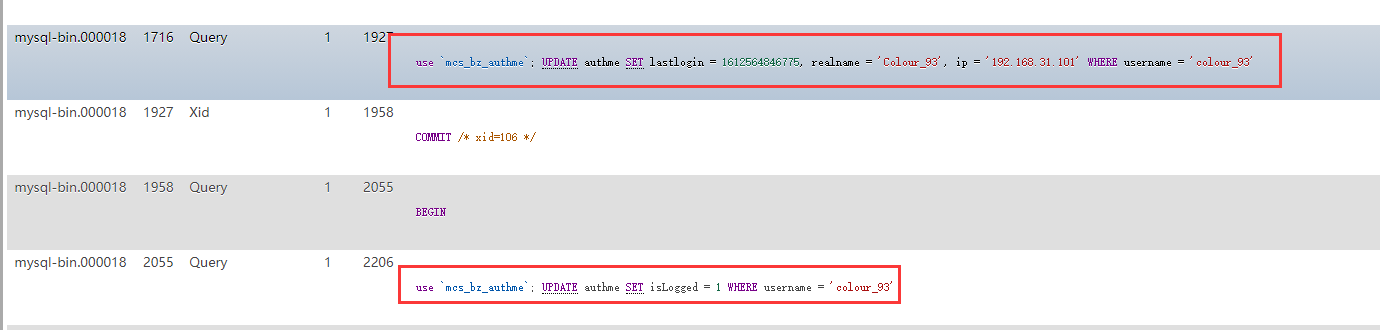 mysql-bin.000018 1716 Query 1 1927
use `mcs_bz_authme`; UPDATE authme SET lastlogin = 1612564846775, realname = 'Colour_93', ip = '192.168.31.101' WHERE username = 'colour_93'
mysql-bin.000018 1927 Xid 1 1958
COMMIT /* xid=106 */
mysql-bin.000018 1958 Query 1 2055
BEGIN
mysql-bin.000018 2055 Query 1 2206
use `mcs_bz_authme`; UPDATE authme SET isLogged = 1 WHERE username = 'colour_93'